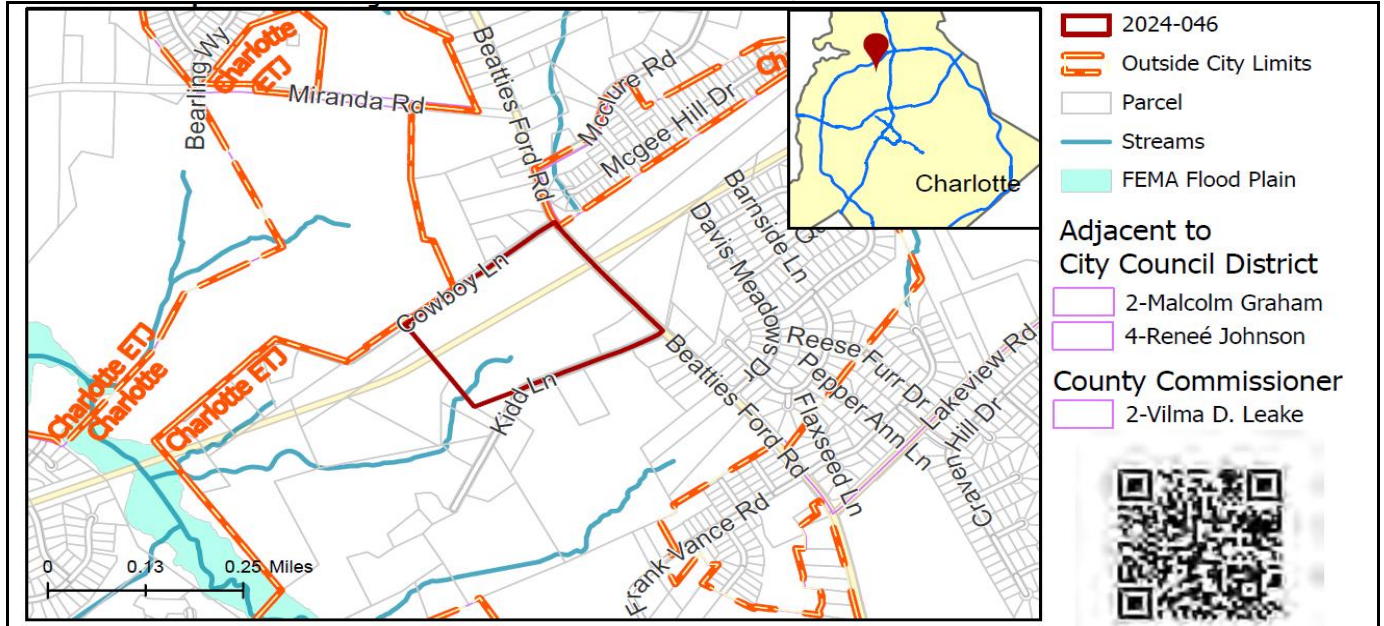 Bearling Wy
Charlotte
ETJ
Miranda Rd
Beatties Ford Rd
Mcclure Rd
Mcgee Hill Dr
Ch
Charlotte
Barnside Ln
Davis Meadows Dr
Cowboy Ln
Kidd Ln
Beatties Ford Rd
Reese Furr Dr
Pepper Ann Ln
Flaxseed Ln
Lakeview Rd
Craven Hill Dr
Frank Vance Rd
Charlotte ETJ
Charlotte
Charlotte ETJ
0 0.13 0.25 Miles
2024-046
Outside City Limits
Parcel
Streams
FEMA Flood Plain
Adjacent to
City Council District
2-Malcolm Graham
4-Reneé Johnson
County Commissioner
2-Vilma D. Leake